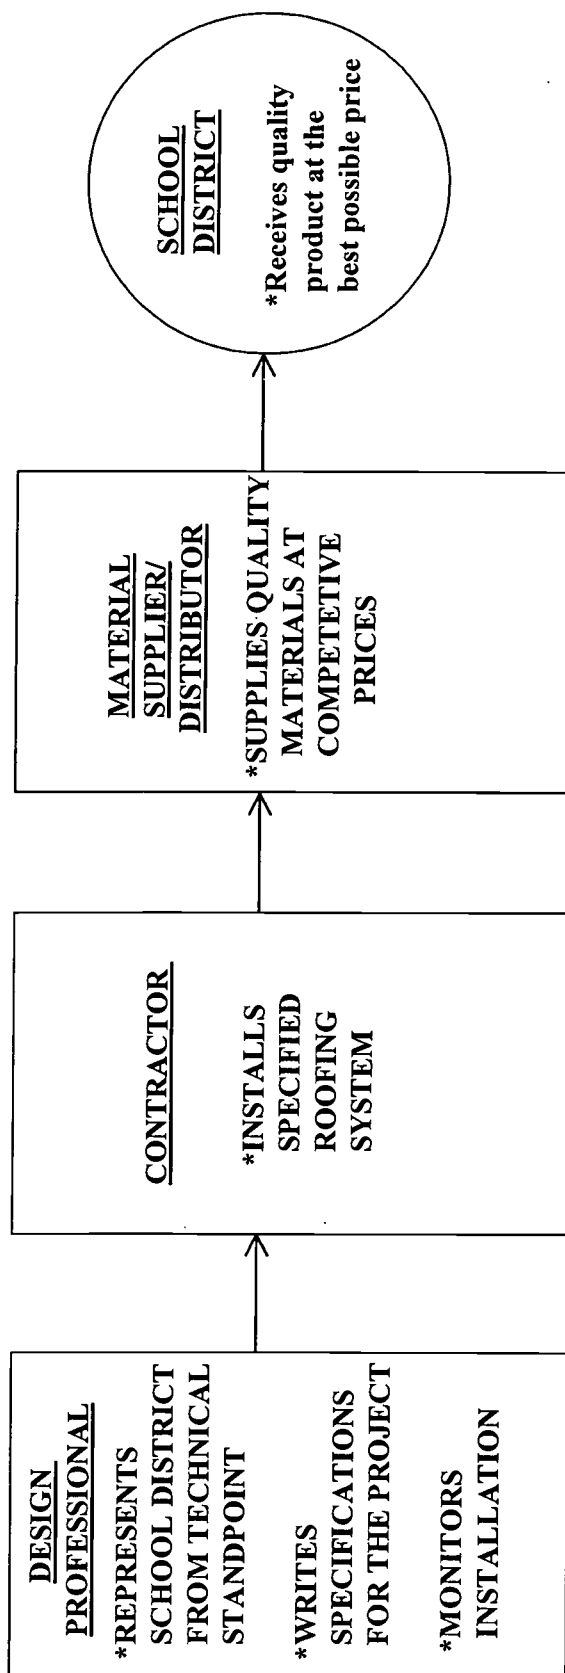 DESIGN
PROFESSIONAL
*REPRESENTS
SCHOOL DISTRICT
FROM TECHNICAL
STANDPOINT
*WRITES
SPECIFICATIONS
FOR THE PROJECT
*MONITORS
INSTALLATION
CONTRACTOR
*INSTALLS
SPECIFIED
ROOFING
SYSTEM
MATERIAL
SUPPLIER/
DISTRIBUTOR
*SUPPLIES QUALITY
MATERIALS AT
COMPETETIVE
PRICES
SCHOOL
DISTRICT
*Receives quality
product at the
best possible price